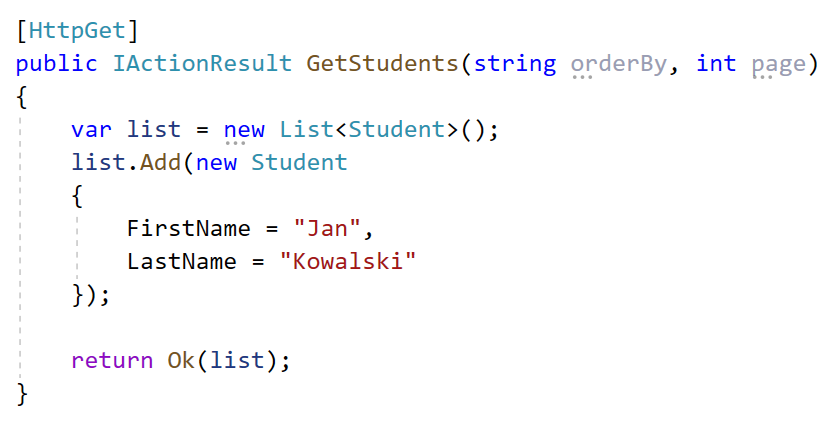 [HttpGet]
public IActionResult GetStudents(string orderBy, int page)
{
    var list = new List<Student>();
    list.Add(new Student
    {
        FirstName = "Jan",
        LastName = "Kowalski"
    });

    return Ok(list);
}